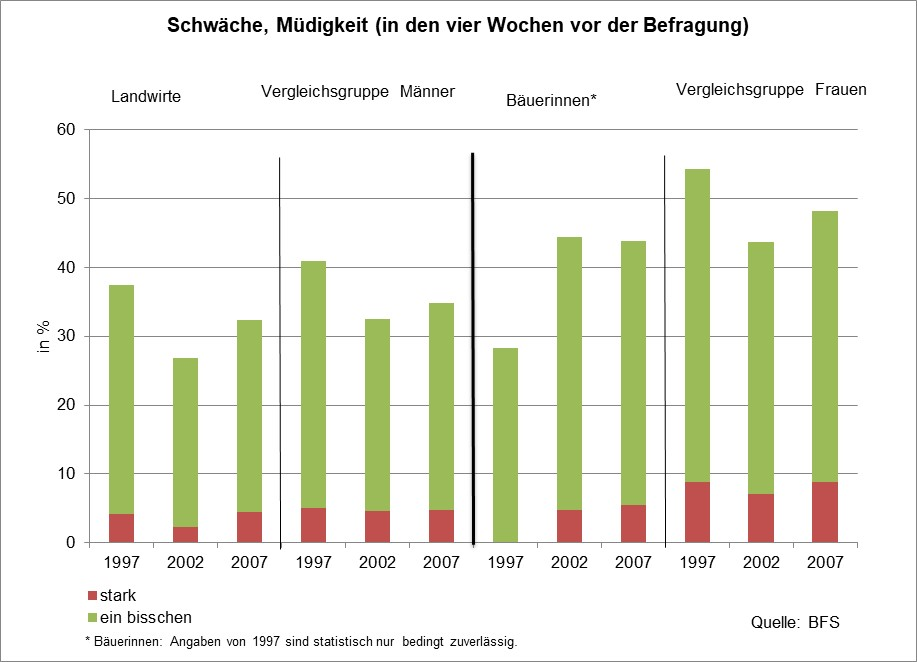 Schwäche, Müdigkeit (in den vier Wochen vor der Befragung)
Landwirte
Vergleichsgruppe Männer
Bäuerinnen*
Vergleichsgruppe Frauen
60
50
40
30
20
10
0
in %
1997 2002 2007 1997 2002 2007 1997 2002 2007 1997 2002 2007
stark
ein bisschen
* Bäuerinnen: Angaben von 1997 sind statistisch nur bedingt zuverlässig.
Quelle: BFS